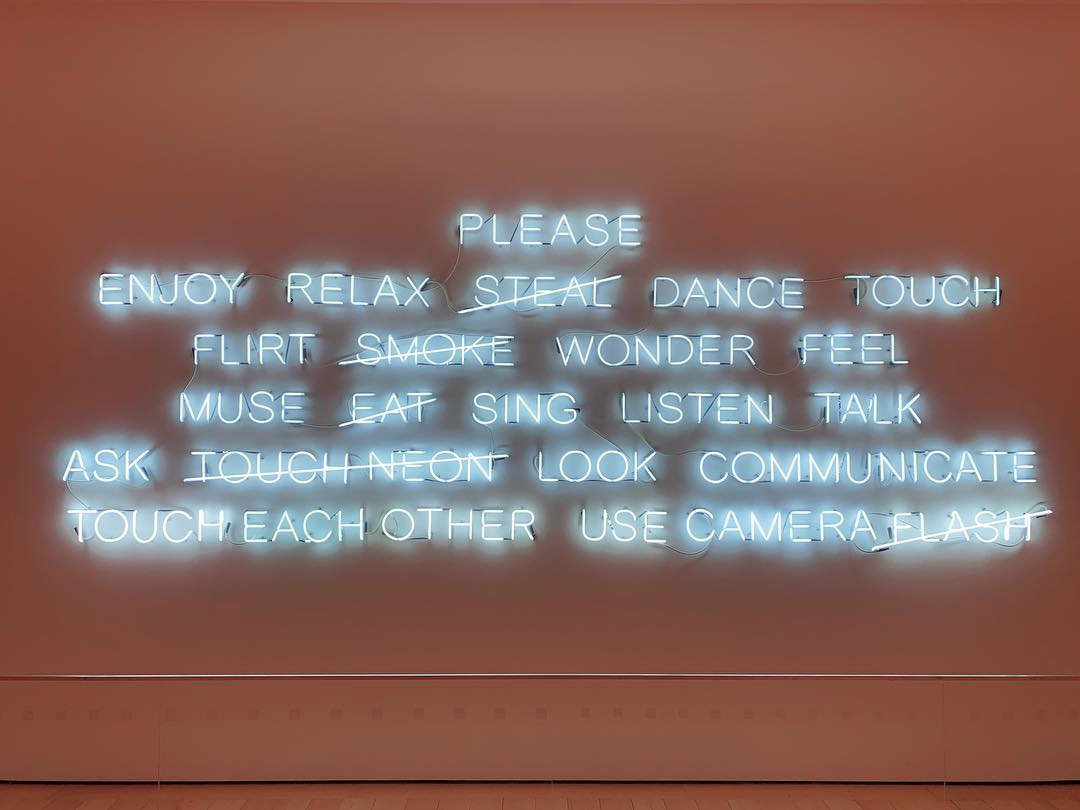 PLEASE
ENJOY RELAX STEAL DANCE TOUCH
FLIRT SMOKE WONDER FEEL
MUSE EAT SING LISTEN TALK
ASK TOUCH NEON LOOK COMMUNICATE
TOUCH EACH OTHER USE CAMERA FLASH